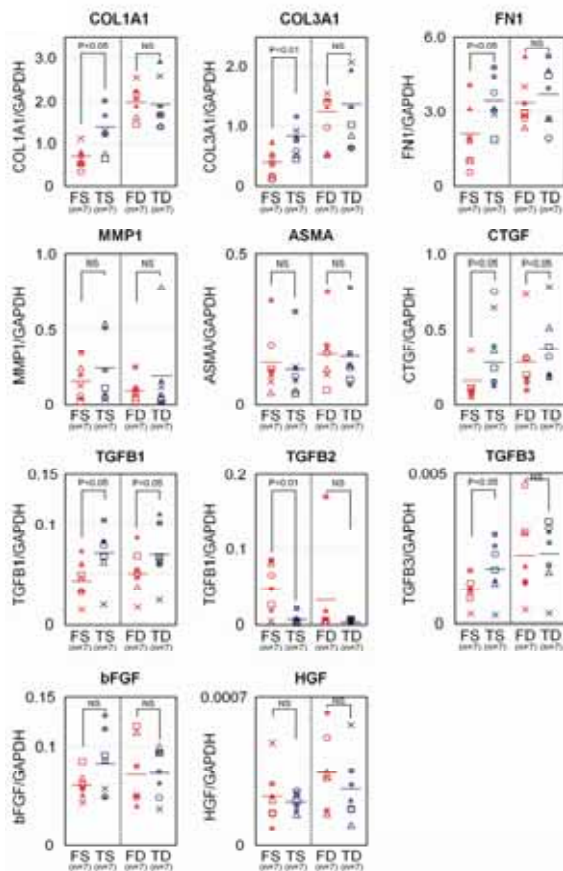 COL1A1 COL3A1 FN1
COL1A1/GAPDH
3.0
2.0
1.0
0
P<0.05 NS
FS TS FD TD
(n=7) (n=7) (n=7) (n=7)
COL3A1/GAPDH
2.0
1.0
0
P<0.01 NS
FS TS FD TD
(n=7) (n=7) (n=7) (n=7)
FN1/GAPDH
6.0
3.0
0
P<0.05 NS
FS TS FD TD
(n=7) (n=7) (n=7) (n=7)
MMP1 ASMA CTGF
MMP1/GAPDH
1.0
0.5
0
NS NS
FS TS FD TD
(n=7) (n=7) (n=7) (n=7)
ASMA/GAPDH
0.5
0
NS NS
FS TS FD TD
(n=7) (n=7) (n=7) (n=7)
CTGF/GAPDH
1.0
0.5
0
P<0.05 P<0.05
FS TS FD TD
(n=7) (n=7) (n=7) (n=7)
TGFB1 TGFB2 TGFB3
TGFB1/GAPDH
0.15
0.1
0.05
0
P<0.05 P<0.05
FS TS FD TD
(n=7) (n=7) (n=7) (n=7)
TGFB1/GAPDH
0.2
0.1
0
P<0.01 NS
FS TS FD TD
(n=7) (n=7) (n=7) (n=7)
TGFB3/GAPDH
0.005
0
P<0.05 NS
FS TS FD TD
(n=7) (n=7) (n=7) (n=7)
bFGF HGF
bFGF/GAPDH
0.15
0.1
0.05
0
NS NS
FS TS FD TD
(n=7) (n=7) (n=7) (n=7)
HGF/GAPDH
0.0007
0
NS NS
FS TS FD TD
(n=7) (n=7) (n=7) (n=7)